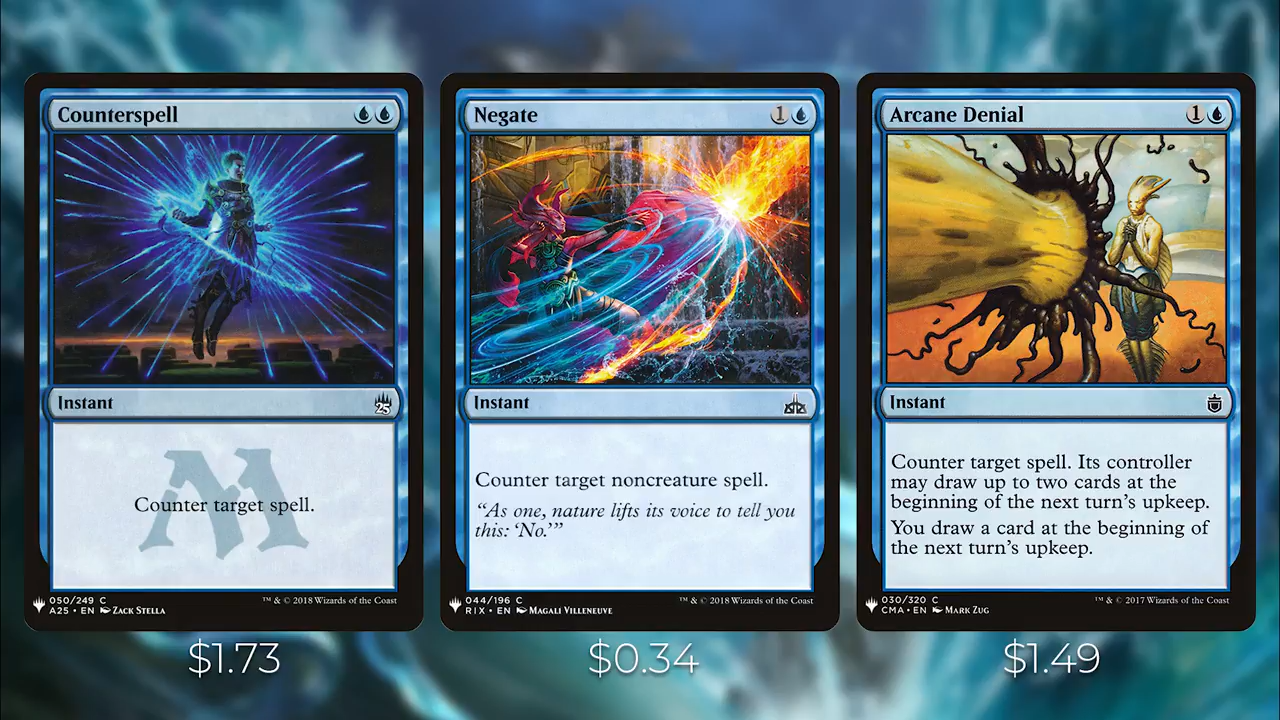 Counterspell
Instant
25
Counter target spell.
050/249 C
A25 • EN Zack Stella
™ & © 2018 Wizards of the Coast
$1.73
Negate
1
Instant
Counter target noncreature spell.
“As one, nature lifts its voice to tell you
this: ‘No.’”
044/196 C
RIX • EN Magali Villeneuve
™ & © 2018 Wizards of the Coast
$0.34
Arcane Denial
1
Instant
Counter target spell. Its controller
may draw up to two cards at the
beginning of the next turn’s upkeep.
You draw a card at the beginning of
the next turn’s upkeep.
030/320 C
CMA • EN Mark Zug
™ & © 2017 Wizards of the Coast
$1.49